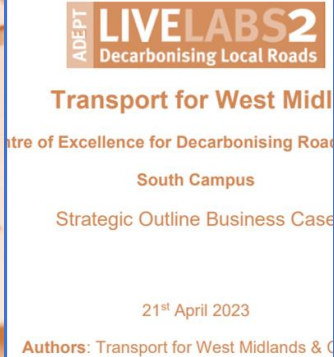 ADEPT
LIVELABS2
Decarbonising Local Roads
Transport for West Midl
ntre of Excellence for Decarbonising Road
South Campus
Strategic Outline Business Case
21st April 2023
Authors: Transport for West Midlands &